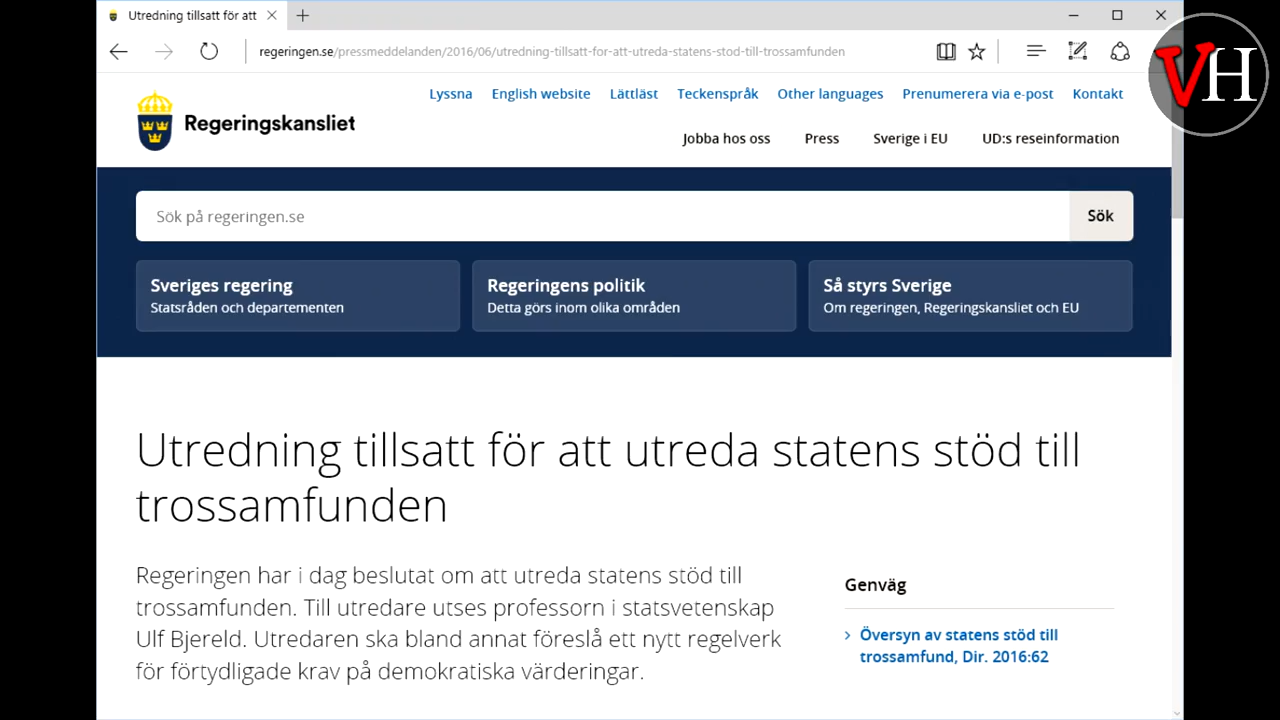 Utredning tillsatt för att
VH
regeringen.se/pressmeddelanden/2016/06/utredning-tillsatt-for-att-utreda-statens-stod-till-trossamfunden
Lyssna English website Lättläst Teckenspråk Other languages Prenumerera via e-post Kontakt
Regeringskansliet
Jobba hos oss Press Sverige i EU UD:s reseinformation
Sök på regeringen.se Sök
Sveriges regering
Statsråden och departementen
Regeringens politik
Detta görs inom olika områden
Så styrs Sverige
Om regeringen, Regeringskansliet och EU
Utredning tillsatt för att utreda statens stöd till
trossamfunden
Regeringen har i dag beslutat om att utreda statens stöd till
trossamfunden. Till utredare utses professorn i statsvetenskap
Ulf Bjereld. Utredaren ska bland annat föreslå ett nytt regelverk
för förtydligade krav på demokratiska värderingar.
Genväg
Översyn av statens stöd till
trossamfund, Dir. 2016:62